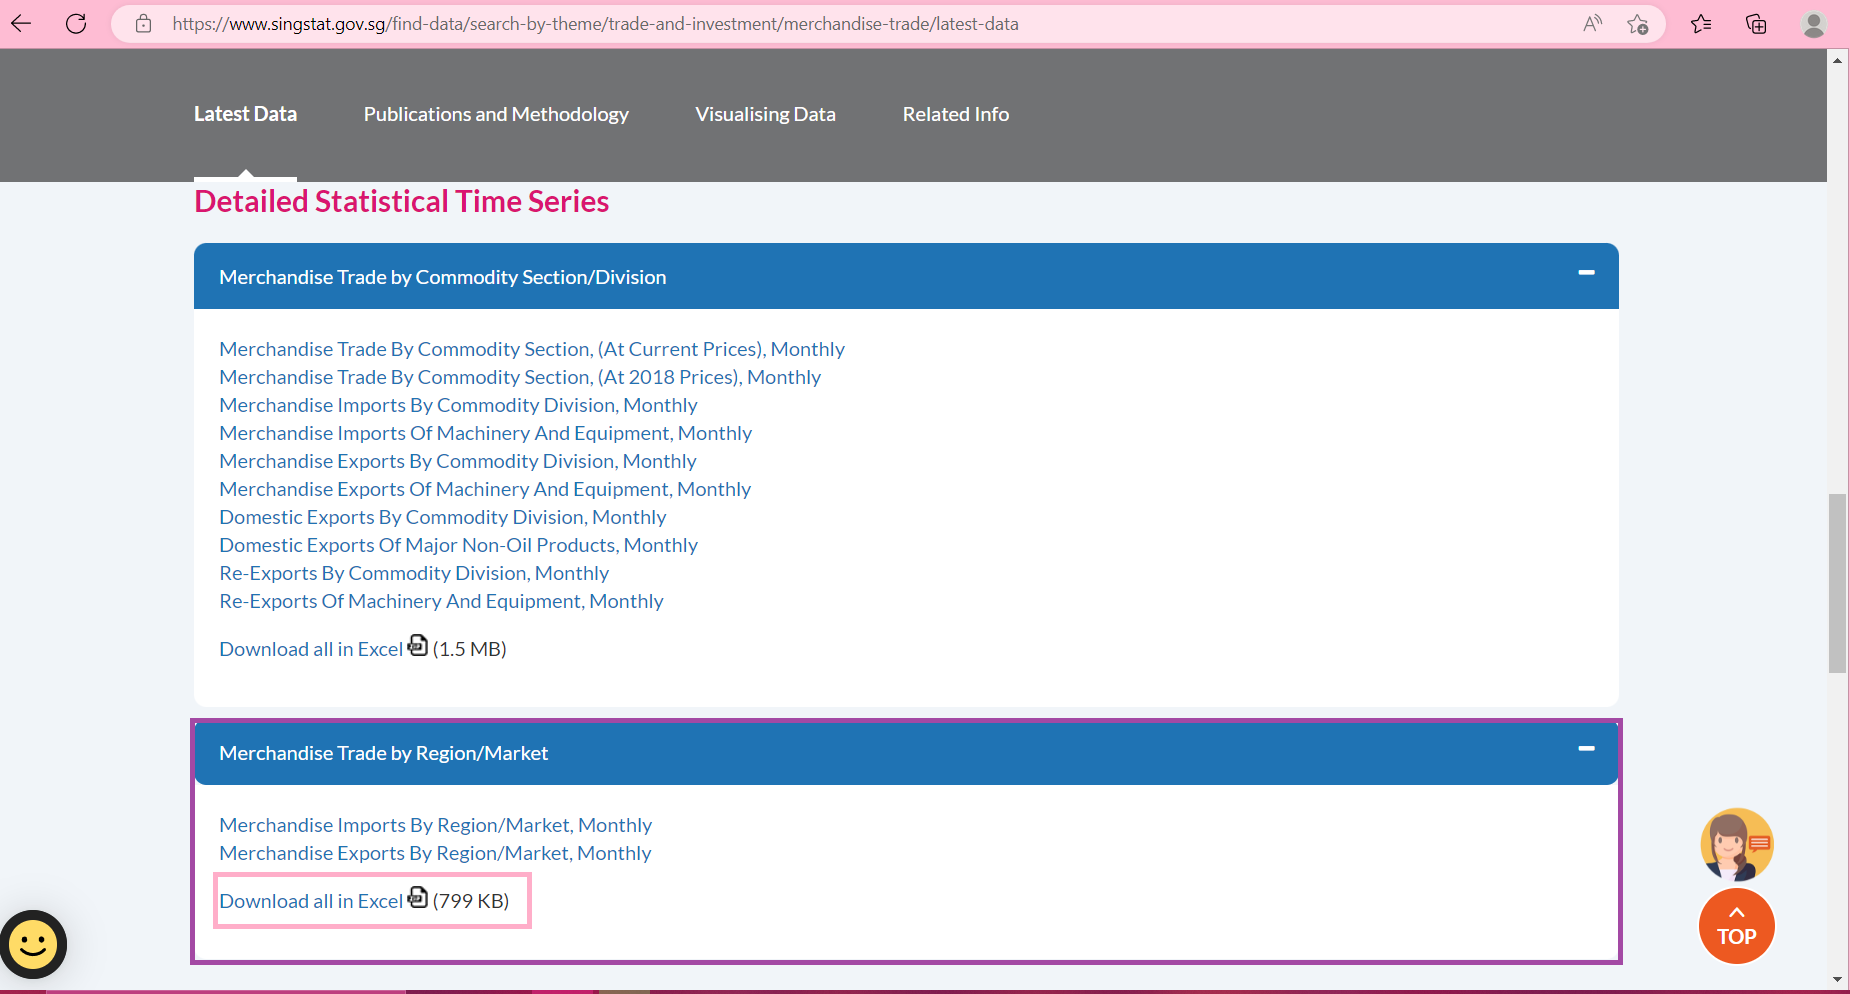 https://www.singstat.gov.sg/find-data/search-by-theme/trade-and-investment/merchandise-trade/latest-data
Latest Data
Publications and Methodology
Visualising Data
Related Info
Detailed Statistical Time Series
Merchandise Trade by Commodity Section/Division
Merchandise Trade By Commodity Section, (At Current Prices), Monthly
Merchandise Trade By Commodity Section, (At 2018 Prices), Monthly
Merchandise Imports By Commodity Division, Monthly
Merchandise Imports Of Machinery And Equipment, Monthly
Merchandise Exports By Commodity Division, Monthly
Merchandise Exports Of Machinery And Equipment, Monthly
Domestic Exports By Commodity Division, Monthly
Domestic Exports Of Major Non-Oil Products, Monthly
Re-Exports By Commodity Division, Monthly
Re-Exports Of Machinery And Equipment, Monthly
Download all in Excel (1.5 MB)
Merchandise Trade by Region/Market
Merchandise Imports By Region/Market, Monthly
Merchandise Exports By Region/Market, Monthly
Download all in Excel (799 KB)
TOP